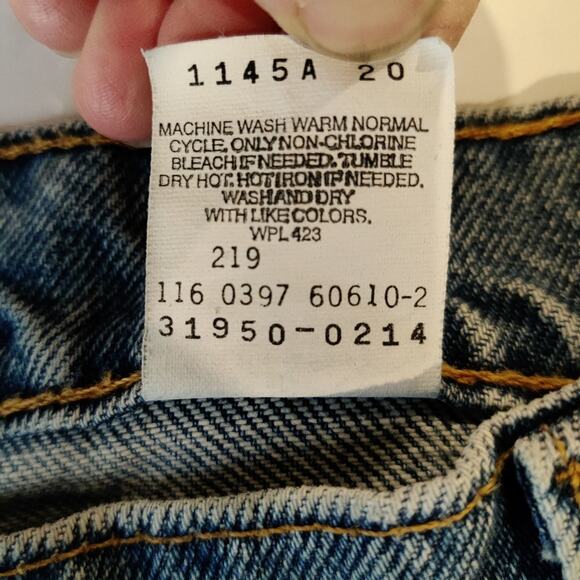 1145A 20
MACHINE WASH WARM NORMAL
CYCLE. ONLY NON-CHLORINE
BLEACH IF NEEDED. TUMBLE
DRY HOT. HOT IRON IF NEEDED.
WASH AND DRY
WITH LIKE COLORS.
WPL 423
219
116 0397 60610-2
31950-0214